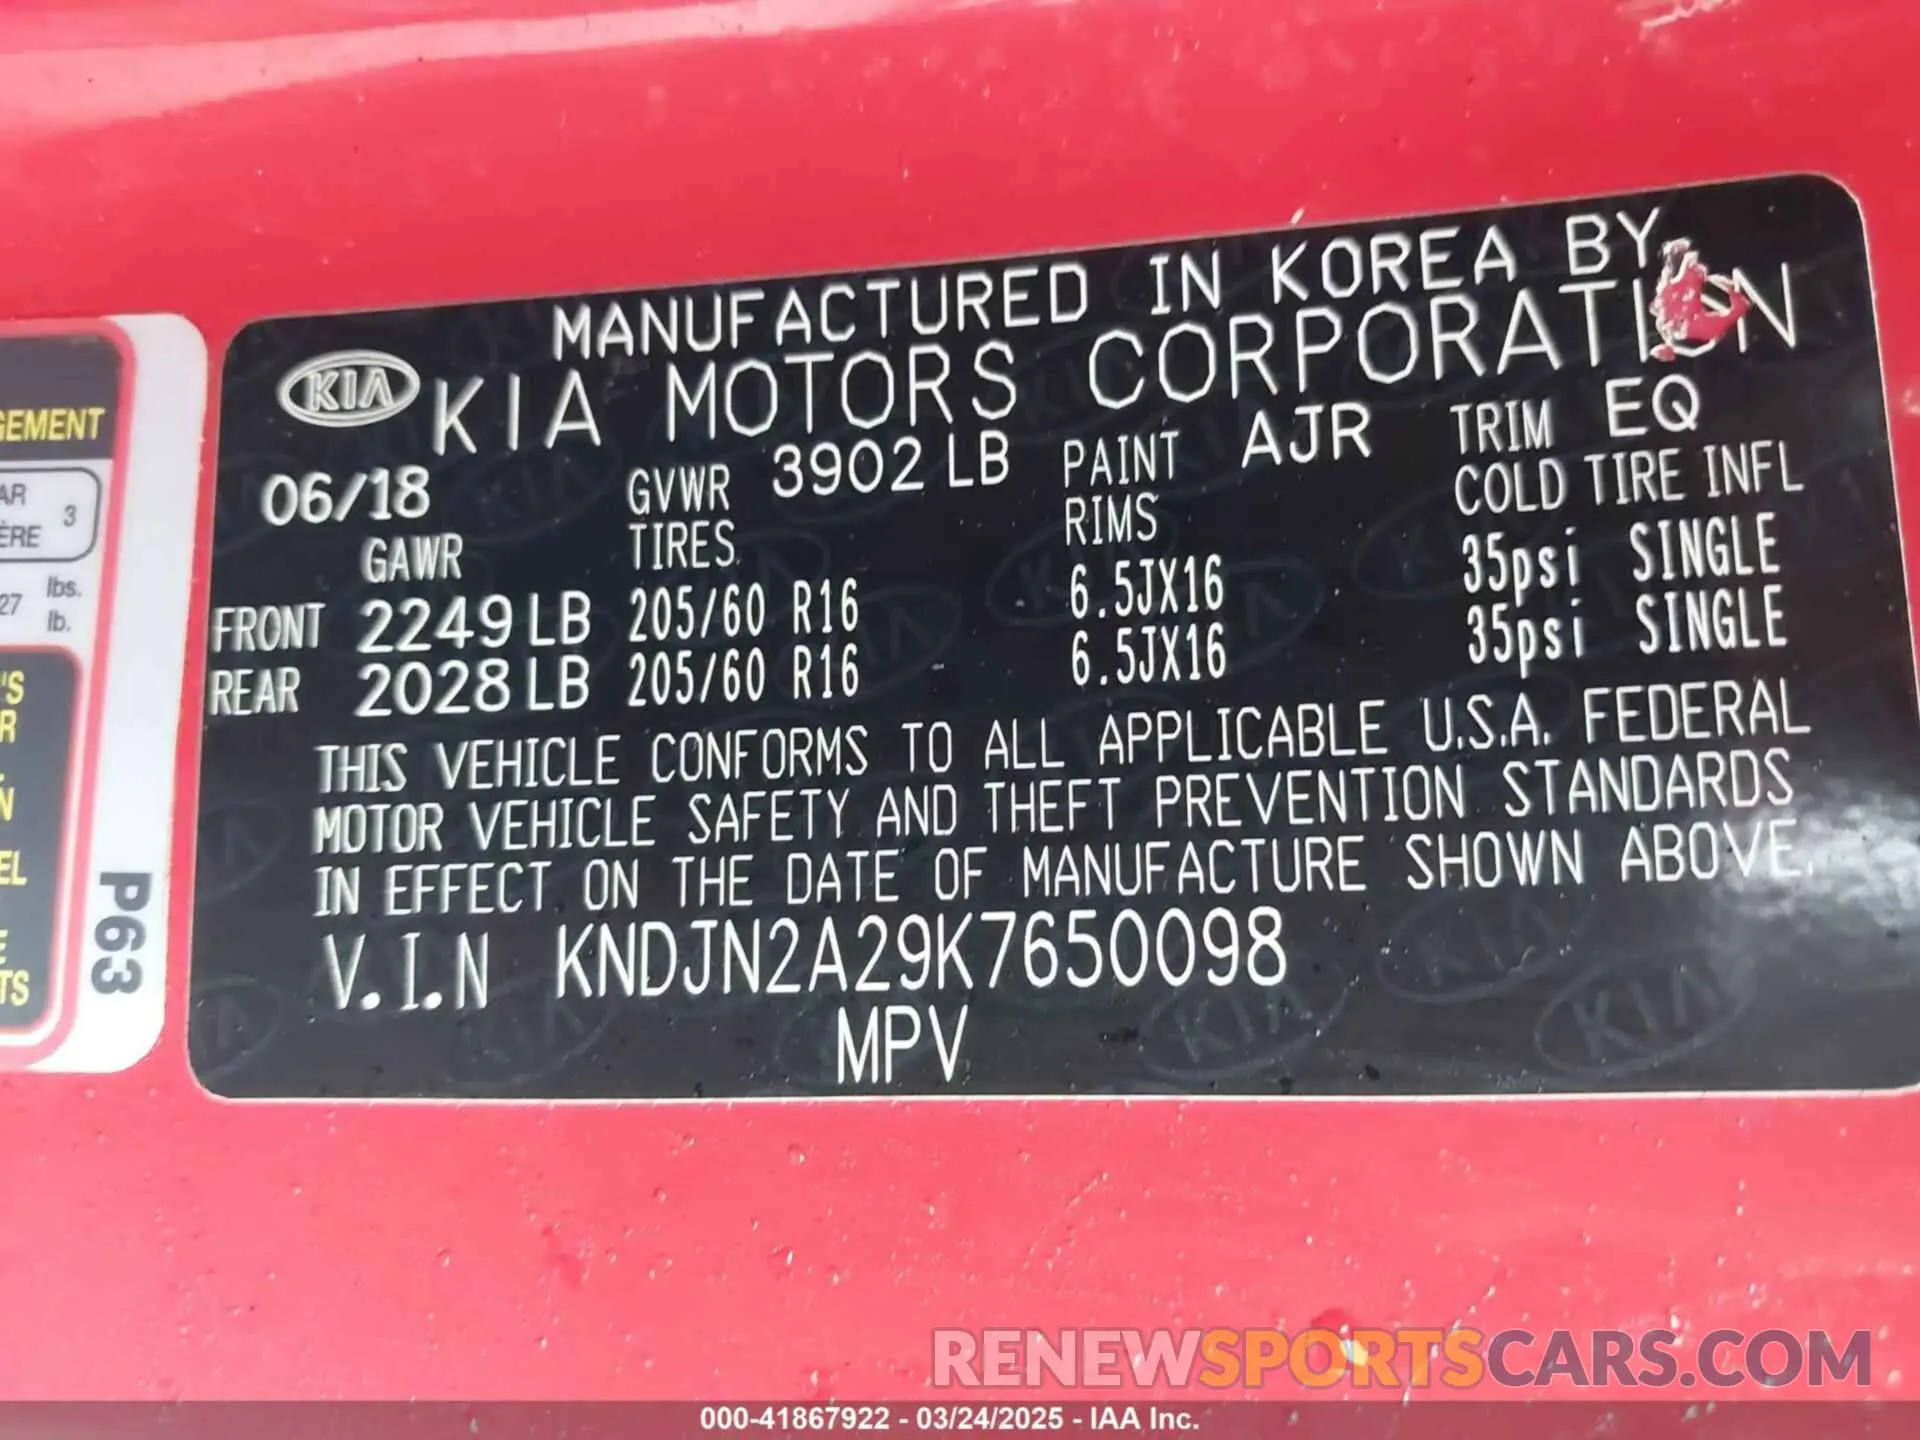 MANUFACTURED IN KOREA BY
KIA KIA MOTORS CORPORATION
06/18 GVWR 3902 LB PAINT AJR TRIM EQ
GAWR TIRES RIMS COLD TIRE INFL
FRONT 2249 LB 205/60 R16 6.5JX16 35psi SINGLE
REAR 2028 LB 205/60 R16 6.5JX16 35psi SINGLE
THIS VEHICLE CONFORMS TO ALL APPLICABLE U.S.A. FEDERAL
MOTOR VEHICLE SAFETY AND THEFT PREVENTION STANDARDS
IN EFFECT ON THE DATE OF MANUFACTURE SHOWN ABOVE.
V.I.N KNDJN2A29K7650098
MPV
3
lbs.
lb.
P63
RENEWSPORTSCARS.COM
000-41867922 - 03/24/2025 - IAA Inc.